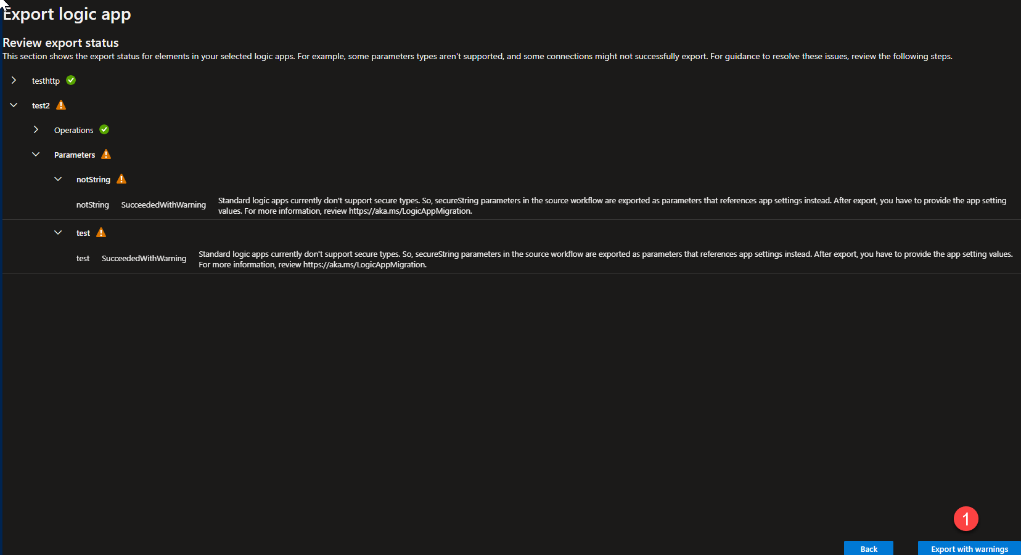 Export logic app
Review export status
This section shows the export status for elements in your selected logic apps. For example, some parameters types aren't supported, and some connections might not successfully export. For guidance to resolve these issues, review the following steps.
testhttp
test2
Operations
Parameters
notString
notString SucceededWithWarning Standard logic apps currently don't support secure types. So, secureString parameters in the source workflow are exported as parameters that references app settings instead. After export, you have to provide the app setting
values. For more information, review https://aka.ms/LogicAppMigration.
test
test SucceededWithWarning Standard logic apps currently don't support secure types. So, secureString parameters in the source workflow are exported as parameters that references app settings instead. After export, you have to provide the app setting values.
For more information, review https://aka.ms/LogicAppMigration.
1
Back Export with warnings